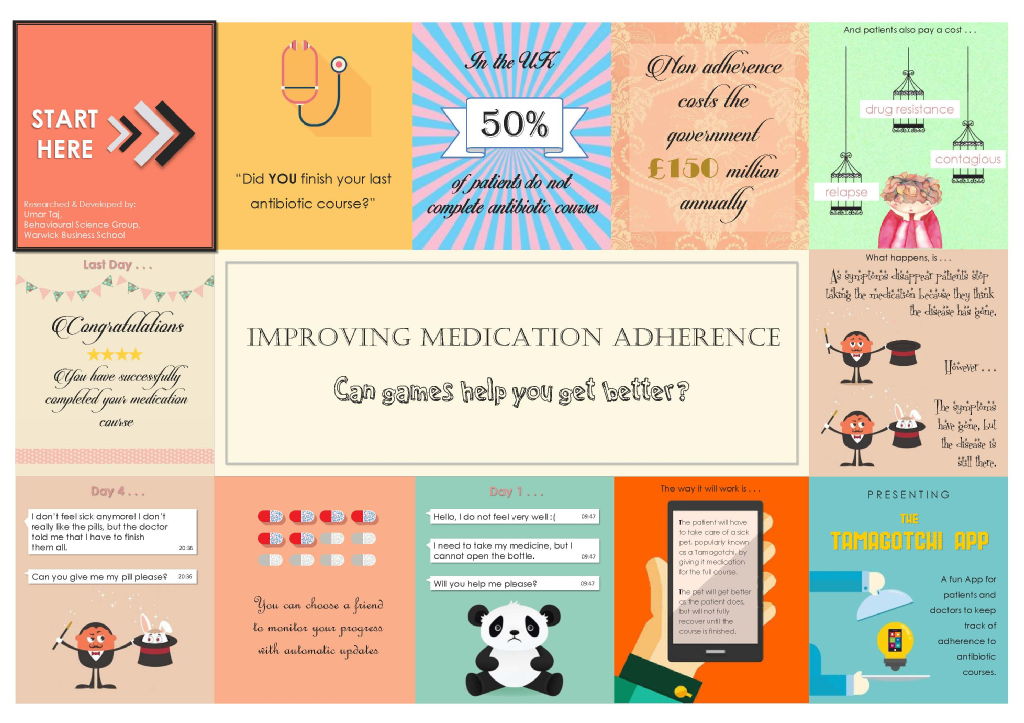 START
HERE
Researched & Developed by:
Umar Taj,
Behavioural Science Group,
Warwick Business School
"Did YOU finish your last
antibiotic course?"
In the UK
50%
of patients do not
complete antibiotic courses
Non adherence
costs the
government
£150 million
annually
And patients also pay a cost . . .
drug resistance
contagious
relapse
What happens, is . . .
As symptoms disappear patients stop
taking the medication because they think
the disease has gone.
However . . .
The symptoms
have gone, but
the disease is
still there.
PRESENTING
THE
TAMAGOTCHI APP
A fun App for
patients and
doctors to keep
track of
adherence to
antibiotic
courses.
The way it will work is . . .
The patient will have
to take care of a sick
pet, popularly known
as a Tamagotchi, by
giving it medication
for the full course.
The pet will get better
as the patient does,
but will not fully
recover until the
course is finished.
Day 1 . . .
Hello, I do not feel very well :( 09:47
I need to take my medicine, but I
cannot open the bottle. 09:47
Will you help me please? 09:47
You can choose a friend
to monitor your progress
with automatic updates
Day 4 . . .
I don't feel sick anymore! I don't
really like the pills, but the doctor
told me that I have to finish
them all. 20:36
Can you give me my pill please? 20:36
Last Day . . .
Congratulations
You have successfully
completed your medication
course
IMPROVING MEDICATION ADHERENCE
Can games help you get better?